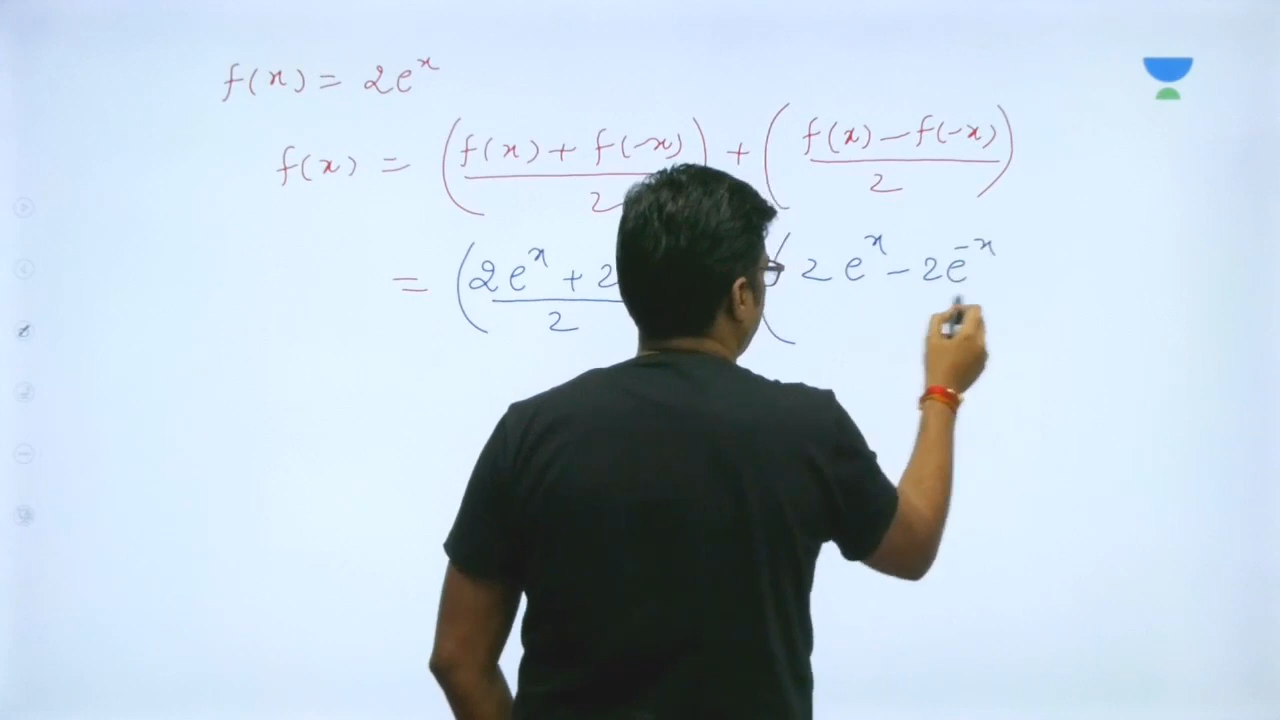 f(x) = 2e^x
f(x) = (f(x) + f(-x) / 2) + (f(x) - f(-x) / 2)
= (2e^x + 2 / 2 ( 2e^x - 2e^-x